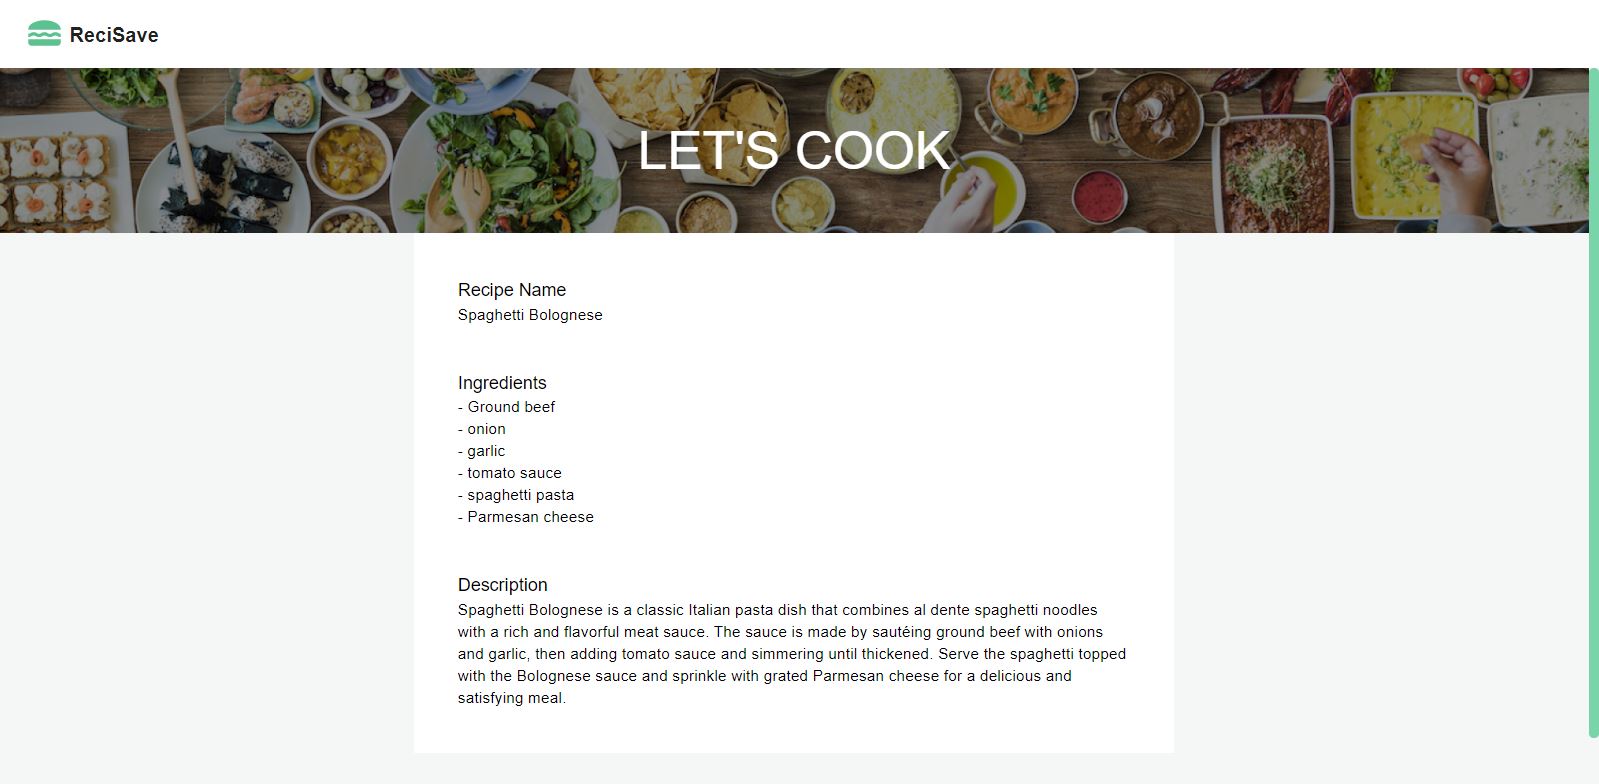 ReciSave
LET'S COOK
Recipe Name
Spaghetti Bolognese
Ingredients
- Ground beef
- onion
- garlic
- tomato sauce
- spaghetti pasta
- Parmesan cheese
Description
Spaghetti Bolognese is a classic Italian pasta dish that combines al dente spaghetti noodles
with a rich and flavorful meat sauce. The sauce is made by sautéing ground beef with onions
and garlic, then adding tomato sauce and simmering until thickened. Serve the spaghetti topped
with the Bolognese sauce and sprinkle with grated Parmesan cheese for a delicious and
satisfying meal.